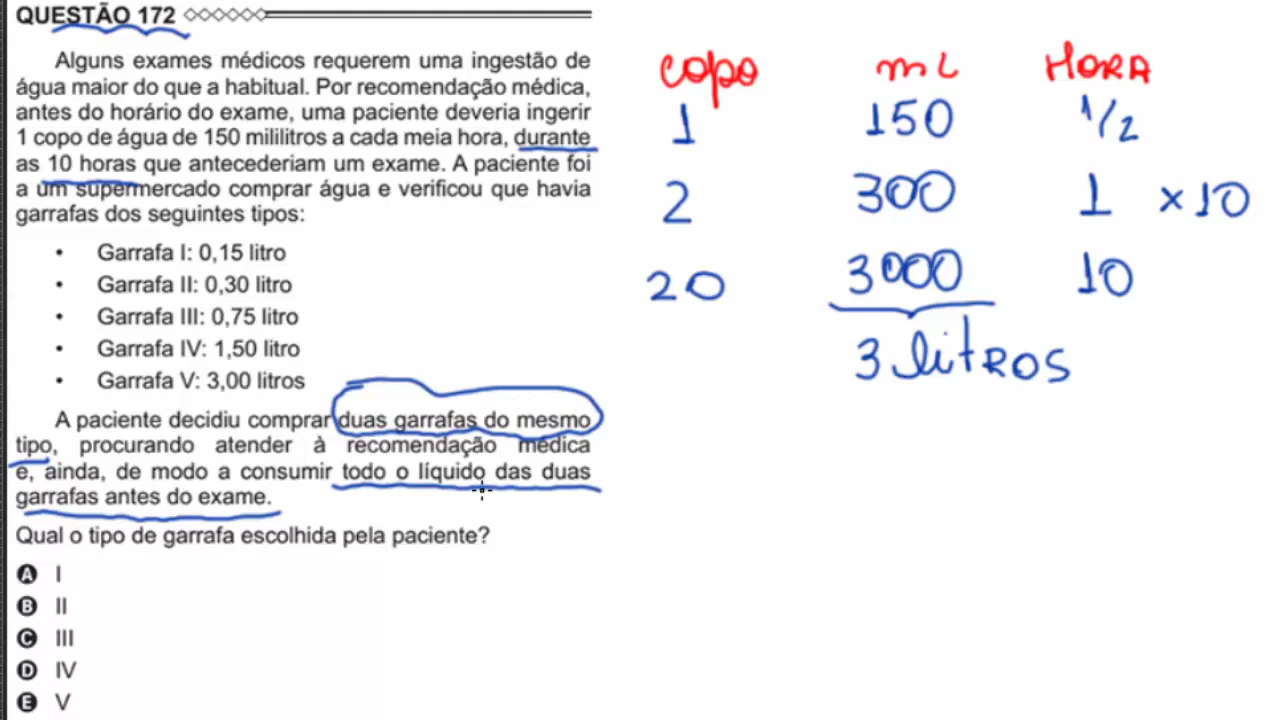 QUESTÃO 172
Alguns exames médicos requerem uma ingestão de
água maior do que a habitual. Por recomendação médica,
antes do horário do exame, uma paciente deveria ingerir
1 copo de água de 150 mililitros a cada meia hora, durante
as 10 horas que antecederiam um exame. A paciente foi
a um supermercado comprar água e verificou que havia
garrafas dos seguintes tipos:
• Garrafa I: 0,15 litro
• Garrafa II: 0,30 litro
• Garrafa III: 0,75 litro
• Garrafa IV: 1,50 litro
• Garrafa V: 3,00 litros
A paciente decidiu comprar duas garrafas do mesmo
tipo, procurando atender à recomendação médica
e, ainda, de modo a consumir todo o líquido das duas
garrafas antes do exame.
Qual o tipo de garrafa escolhida pela paciente?
A I
B II
C III
D IV
E V
COPO mL HORA
1 150 1/2
2 300 1 ×10
20 3000 10
3 litROS